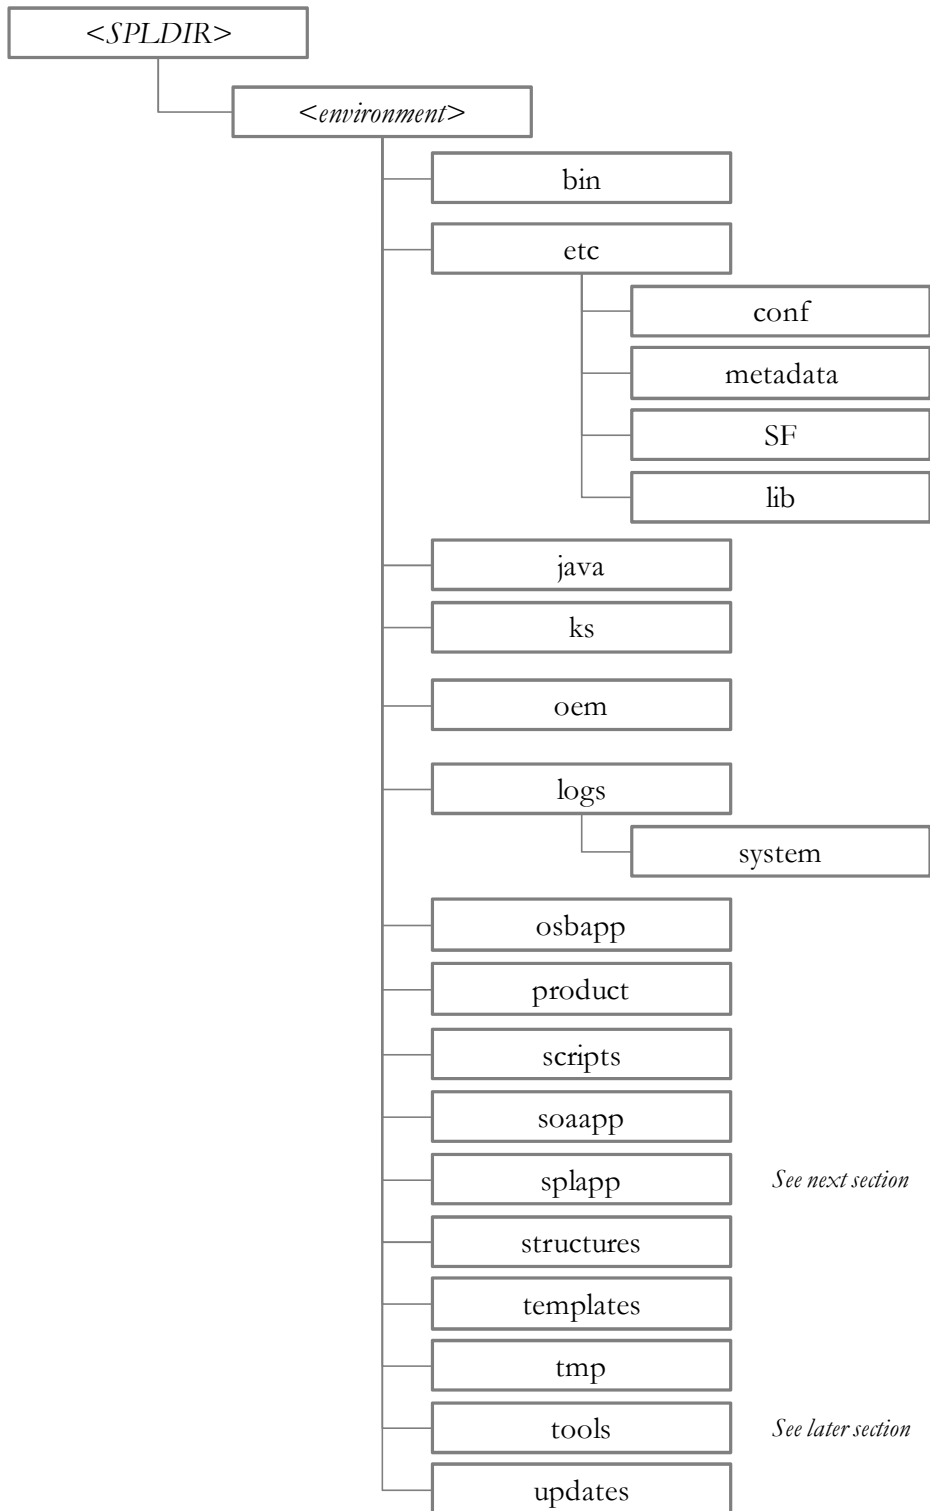 <SPLDIR>
<environment>
bin
etc
conf
metadata
SF
lib
java
ks
oem
logs
system
osbapp
product
scripts
soaapp
splapp See next section
structures
templates
tmp
tools See later section
updates